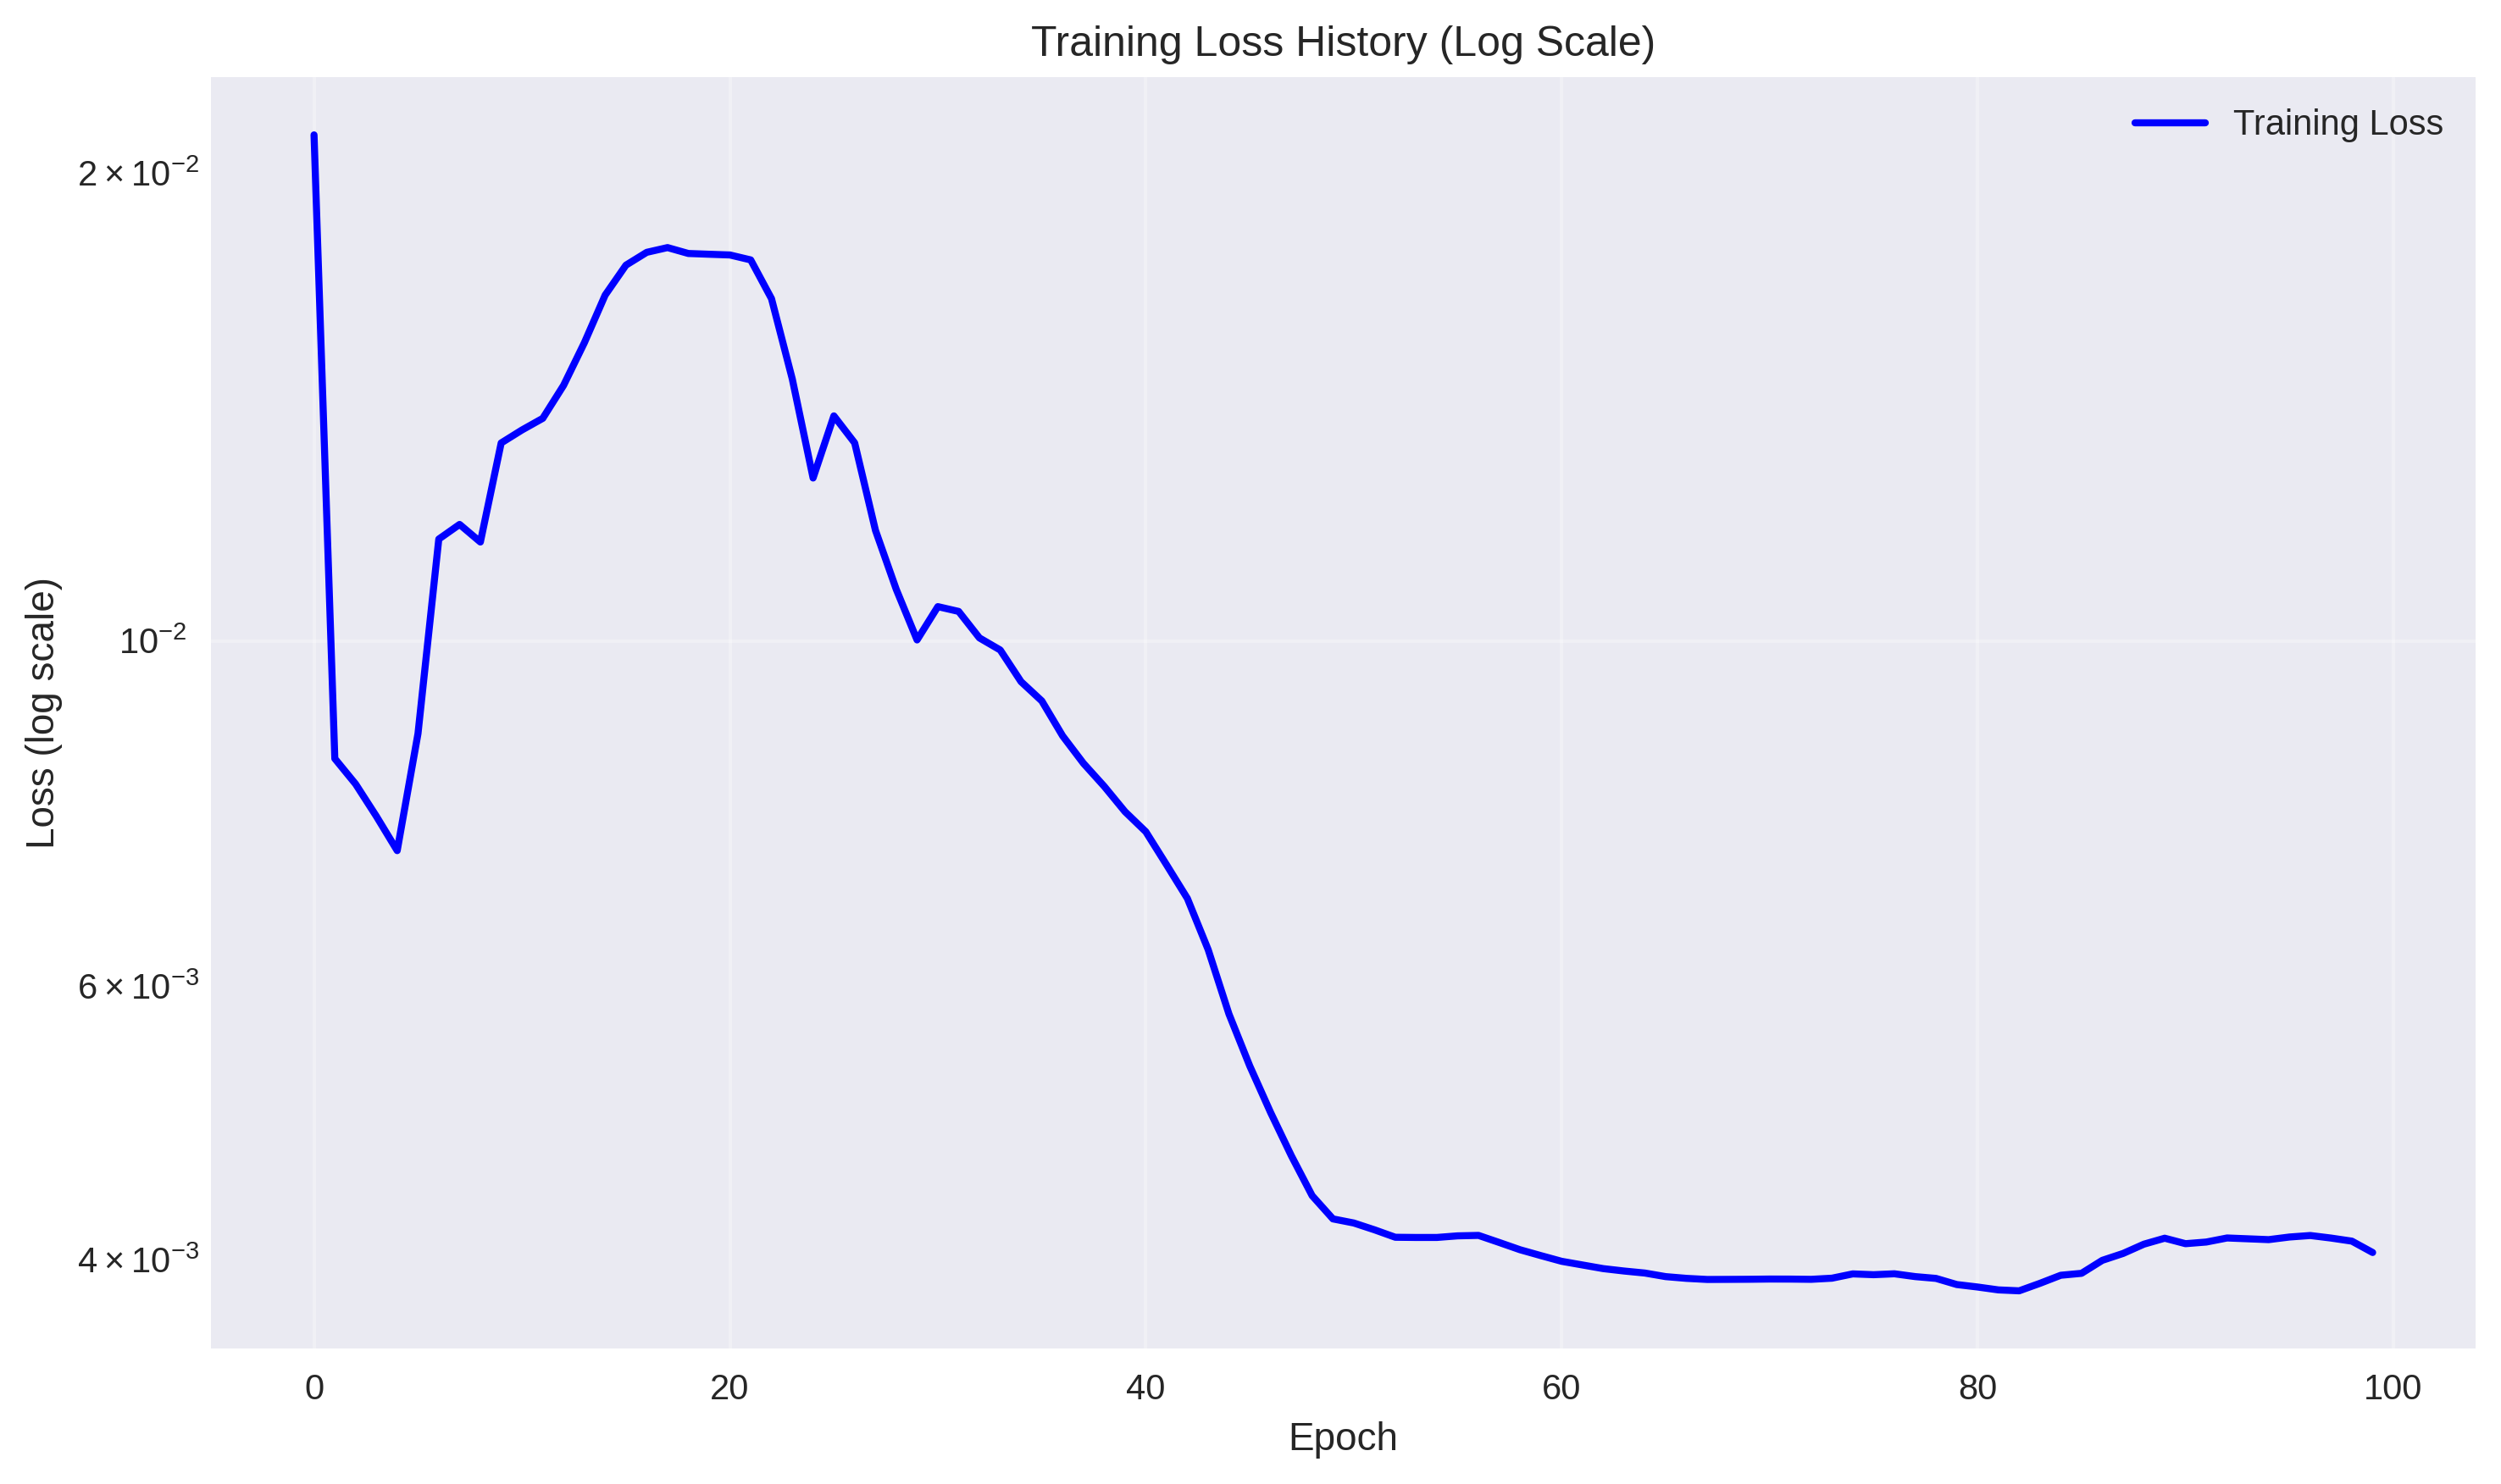 Training Loss History (Log Scale)
Training Loss
2 × 10⁻²
10⁻²
6 × 10⁻³
4 × 10⁻³
Loss (log scale)
0 20 40 60 80 100
Epoch